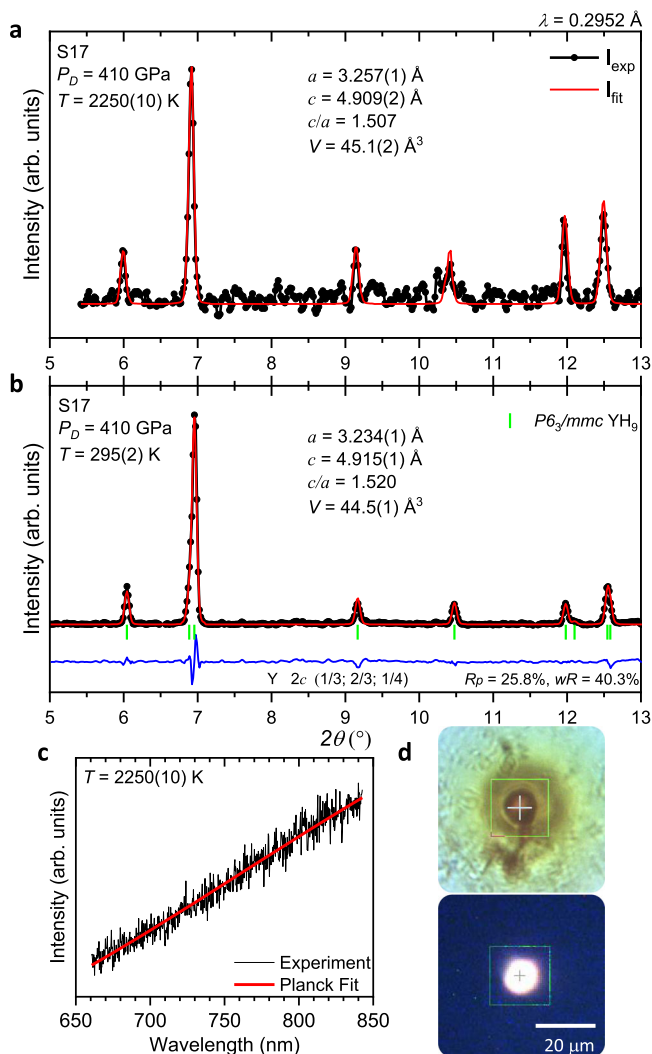 λ = 0.2952 Å
a
S17
P_D = 410 GPa
T = 2250(10) K
a = 3.257(1) Å
c = 4.909(2) Å
c/a = 1.507
V = 45.1(2) Å³
I_exp
I_fit
Intensity (arb. units)
5 6 7 8 9 10 11 12 13
b
S17
P_D = 410 GPa
T = 295(2) K
a = 3.234(1) Å
c = 4.915(1) Å
c/a = 1.520
V = 44.5(1) Å³
P6₃/mmc YH₉
Intensity (arb. units)
Y 2c (1/3; 2/3; 1/4)
Rp = 25.8%, wR = 40.3%
5 6 7 8 9 10 11 12 13
2θ (°)
c
T = 2250(10) K
Intensity (arb. units)
Experiment
Planck Fit
650 700 750 800 850
Wavelength (nm)
d
20 μm